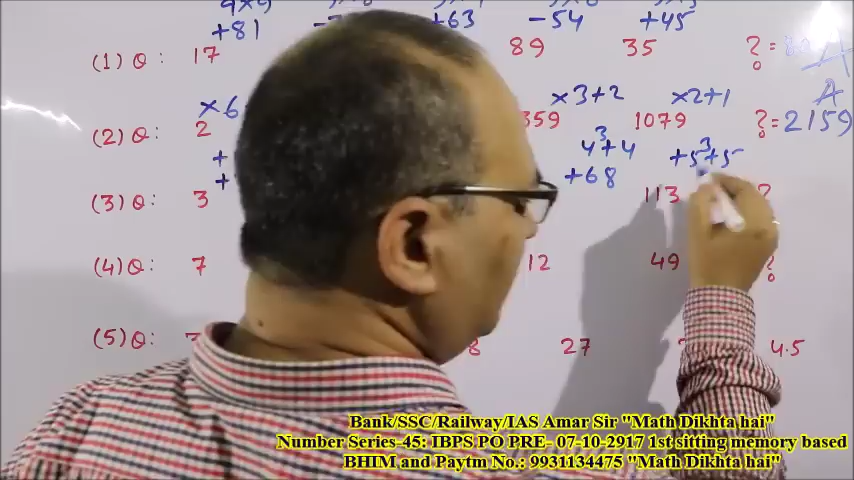 9×9
+81 +63 -54 +45
(1) Q: 17 89 35 ? =
×6 ×3+2 ×2+1 A
(2) Q: 2 359 1079 ? = 2159
+ 4³+4 +5³+5
+ +68
(3) Q: 3 113 ?
(4) Q: 7 12 49 ?
(5) Q: 27 4.5
Bank/SSC/Railway/IAS Amar Sir "Math Dikhta hai"
Number Series-45: IBPS PO PRE- 07-10-2917 1st sitting memory based
BHIM and Paytm No.: 9931134475 "Math Dikhta hai"